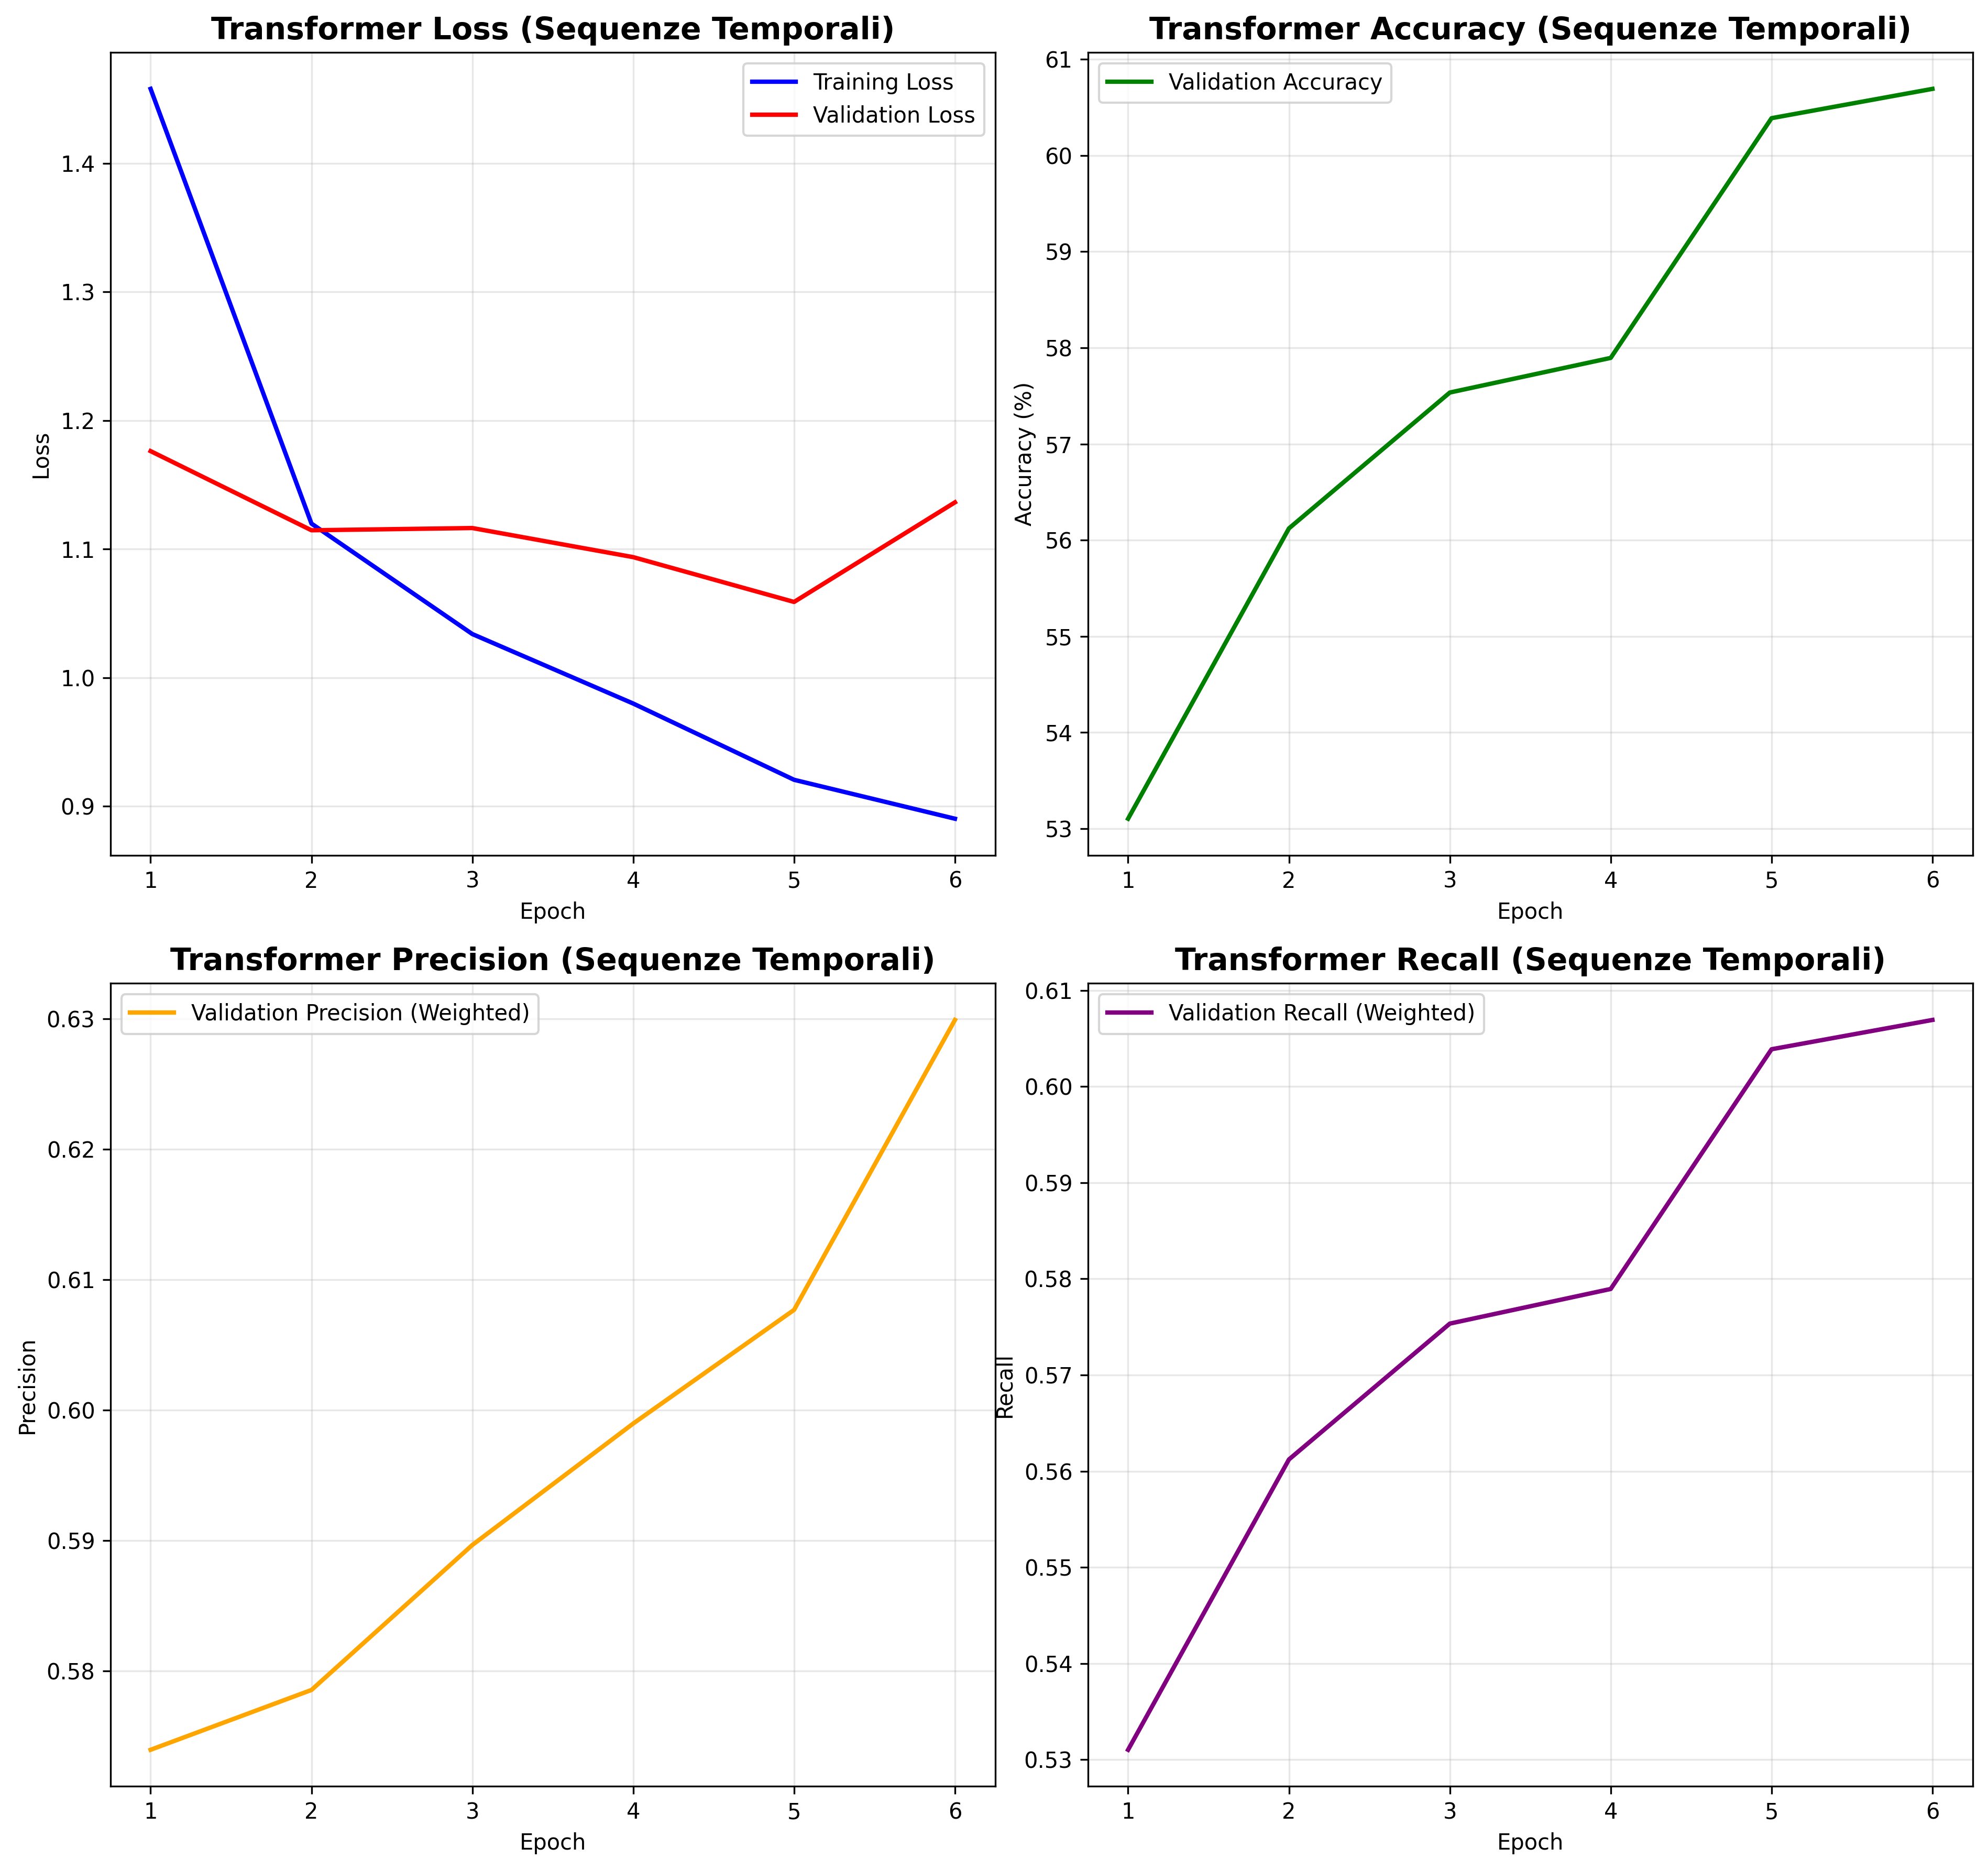 Transformer Loss (Sequenze Temporali)
Training Loss
Validation Loss
Loss
1.4
1.3
1.2
1.1
1.0
0.9
1 2 3 4 5 6
Epoch
Transformer Accuracy (Sequenze Temporali)
Validation Accuracy
Accuracy (%)
61
60
59
58
57
56
55
54
53
1 2 3 4 5 6
Epoch
Transformer Precision (Sequenze Temporali)
Validation Precision (Weighted)
Precision
0.63
0.62
0.61
0.60
0.59
0.58
1 2 3 4 5 6
Epoch
Transformer Recall (Sequenze Temporali)
Validation Recall (Weighted)
Recall
0.61
0.60
0.59
0.58
0.57
0.56
0.55
0.54
0.53
1 2 3 4 5 6
Epoch